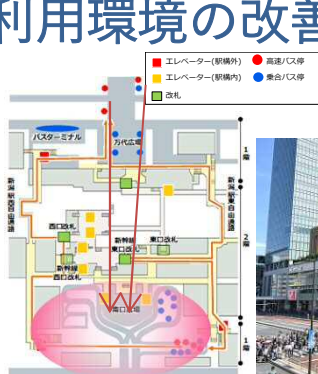 利用環境の改善
エレベーター(駅構外) 高速バス停
エレベーター(駅構内) 乗合バス停
改札
バスターミナル
万代広場
1階
新潟駅西自由通路
新潟駅東自由通路
西口改札
新幹線
東口改札
東口改札
2階
新幹線
西口改札
南口広場
1階